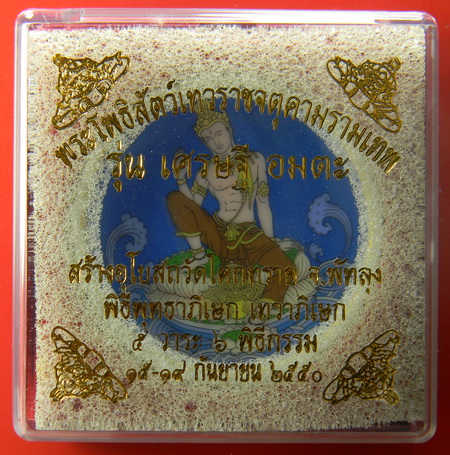 พระโพธิสัตว์เทวราชจตุคามรามเทพ
รุ่น เศรษฐี อมตะ
สร้างอุโบสถวัดโคกทราย จ.พัทลุง
พิธีพุทธาภิเษก เทวาภิเษก
๕ วาระ ๖ พิธีกรรม
๑๕-๑๙ กันยายน ๒๕๕๐